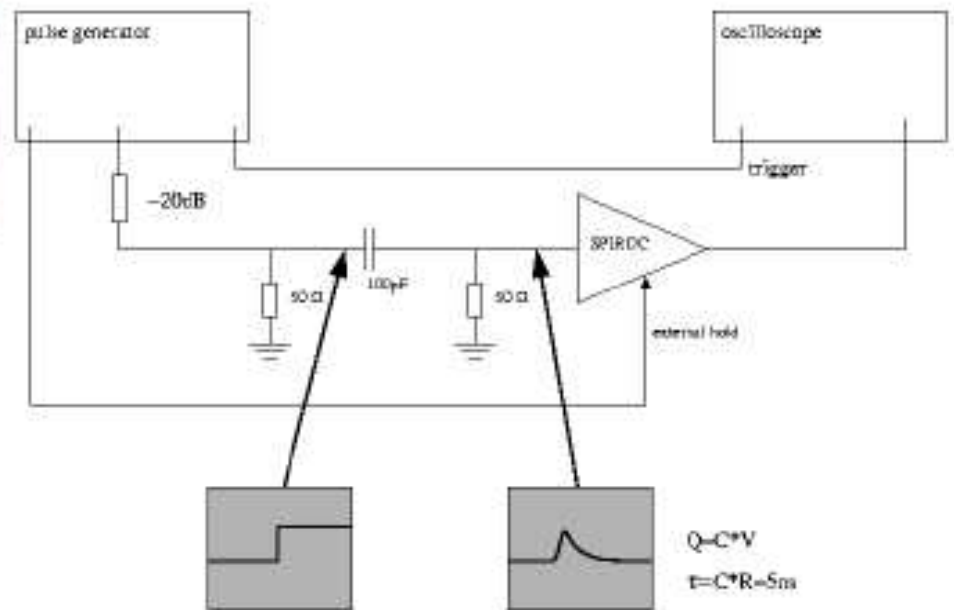 pulse generator
oscilloscope
trigger
-20dB
SPIROC
50 Ω
100pF
50 Ω
external hold
Q=C*V
τ=C*R=5ns